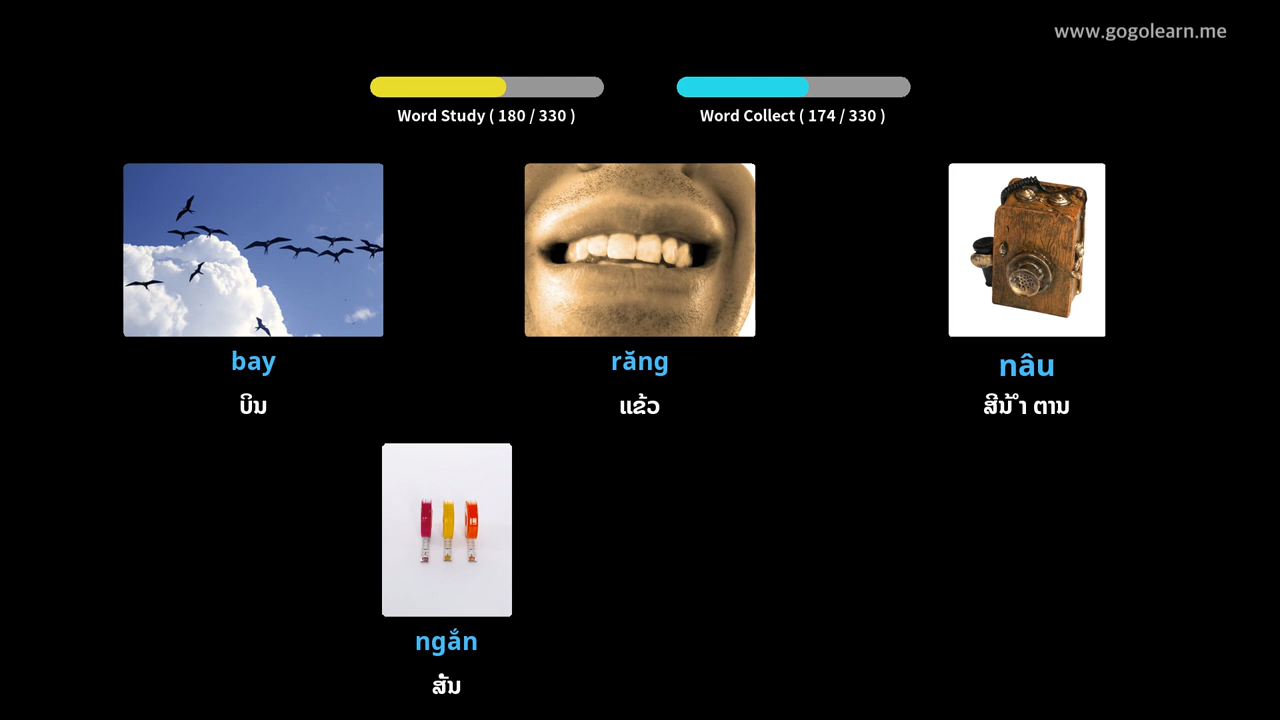 www.gogolearn.me
Word Study ( 180 / 330 )
Word Collect ( 174 / 330 )
bay
răng
nâu
ບິນ
ແຂ້ວ
ສີນ້ຳ ຕານ
ngắn
ສັ້ນ